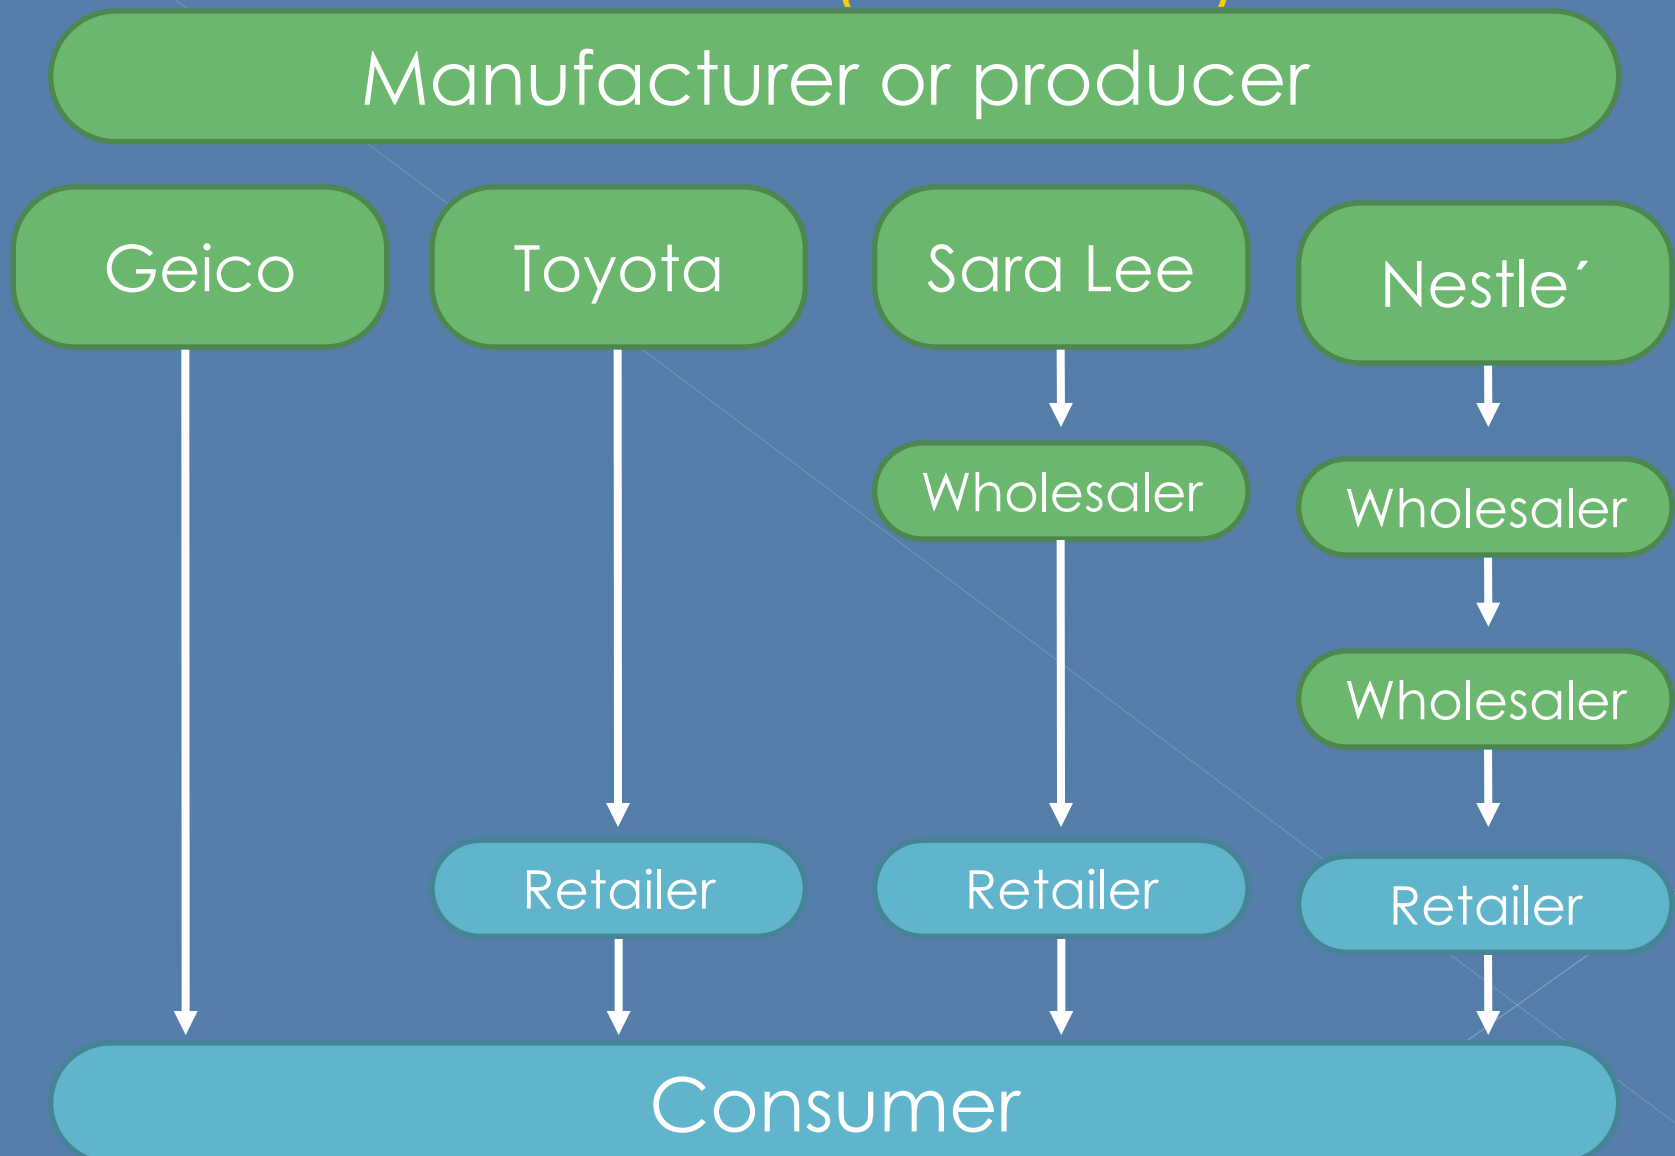 Manufacturer or producer
Geico
Toyota
Sara Lee
Nestle´
Wholesaler
Wholesaler
Wholesaler
Retailer
Retailer
Retailer
Consumer